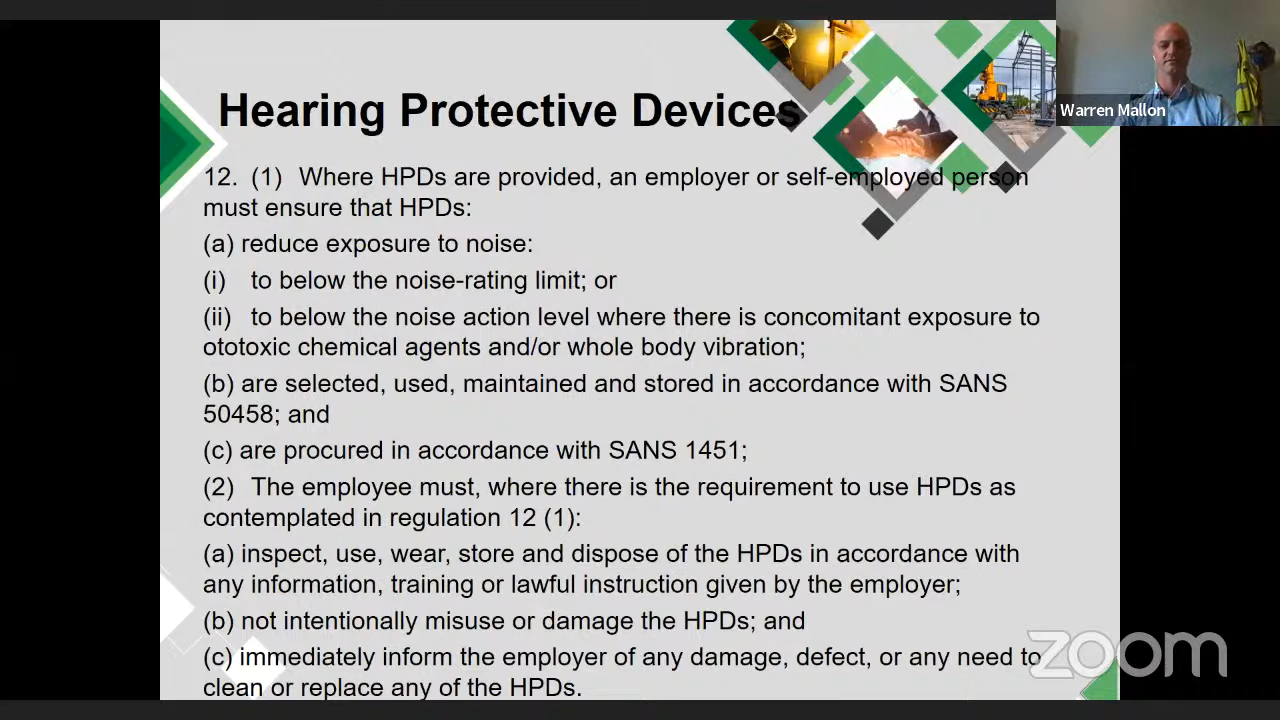 Hearing Protective Devices
Warren Mallon
12. (1) Where HPDs are provided, an employer or self-employed person
must ensure that HPDs:
(a) reduce exposure to noise:
(i) to below the noise-rating limit; or
(ii) to below the noise action level where there is concomitant exposure to
ototoxic chemical agents and/or whole body vibration;
(b) are selected, used, maintained and stored in accordance with SANS
50458; and
(c) are procured in accordance with SANS 1451;
(2) The employee must, where there is the requirement to use HPDs as
contemplated in regulation 12 (1):
(a) inspect, use, wear, store and dispose of the HPDs in accordance with
any information, training or lawful instruction given by the employer;
(b) not intentionally misuse or damage the HPDs; and
(c) immediately inform the employer of any damage, defect, or any need to
clean or replace any of the HPDs.
zoom